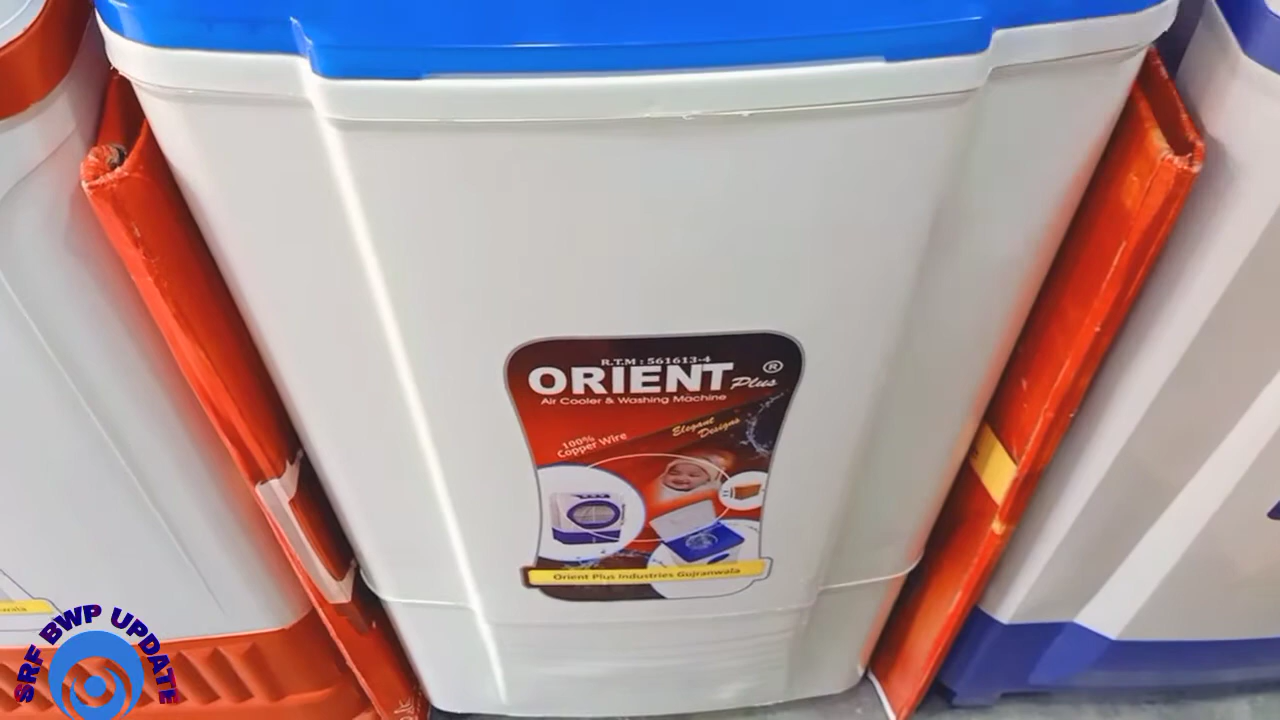 R.T.M : 561613-4
ORIENT Plus ®
Air Cooler & Washing Machine
Elegant
Designs
100%
Copper Wire
Orient Plus Industries Gujranwala
wala
SRF BWP UPDATE